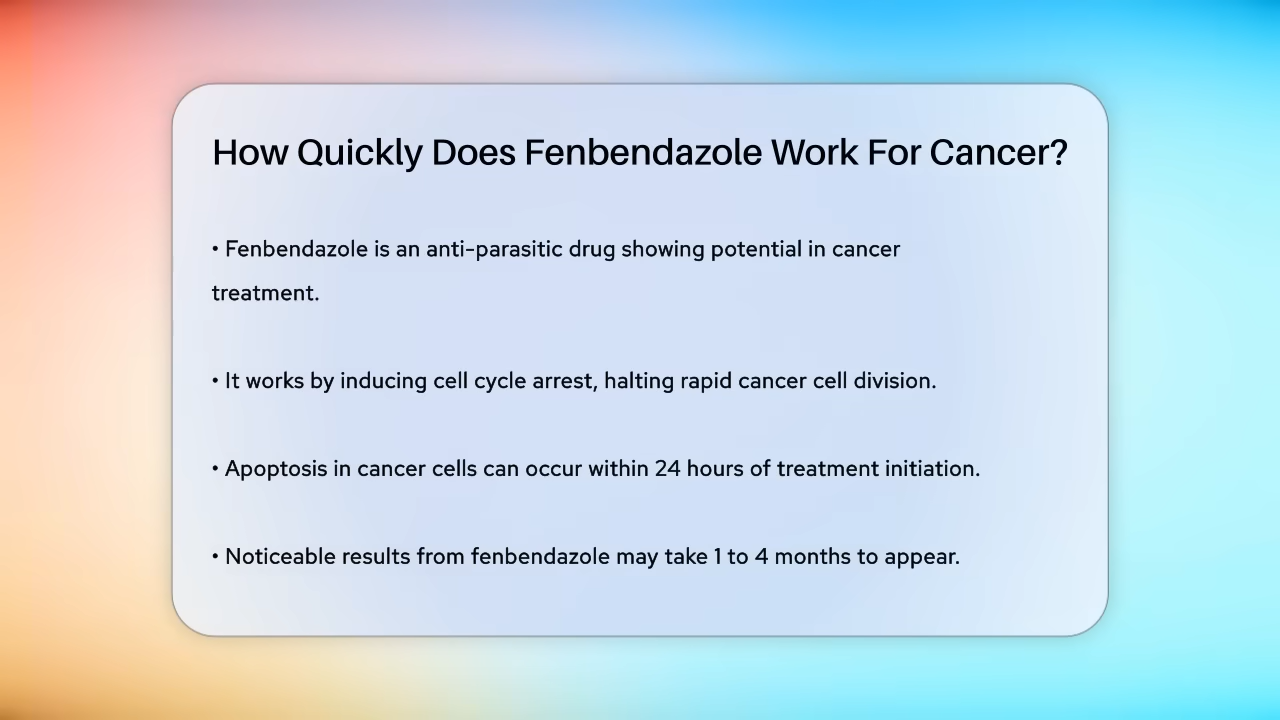 How Quickly Does Fenbendazole Work For Cancer?
• Fenbendazole is an anti-parasitic drug showing potential in cancer
treatment.
• It works by inducing cell cycle arrest, halting rapid cancer cell division.
• Apoptosis in cancer cells can occur within 24 hours of treatment initiation.
• Noticeable results from fenbendazole may take 1 to 4 months to appear.